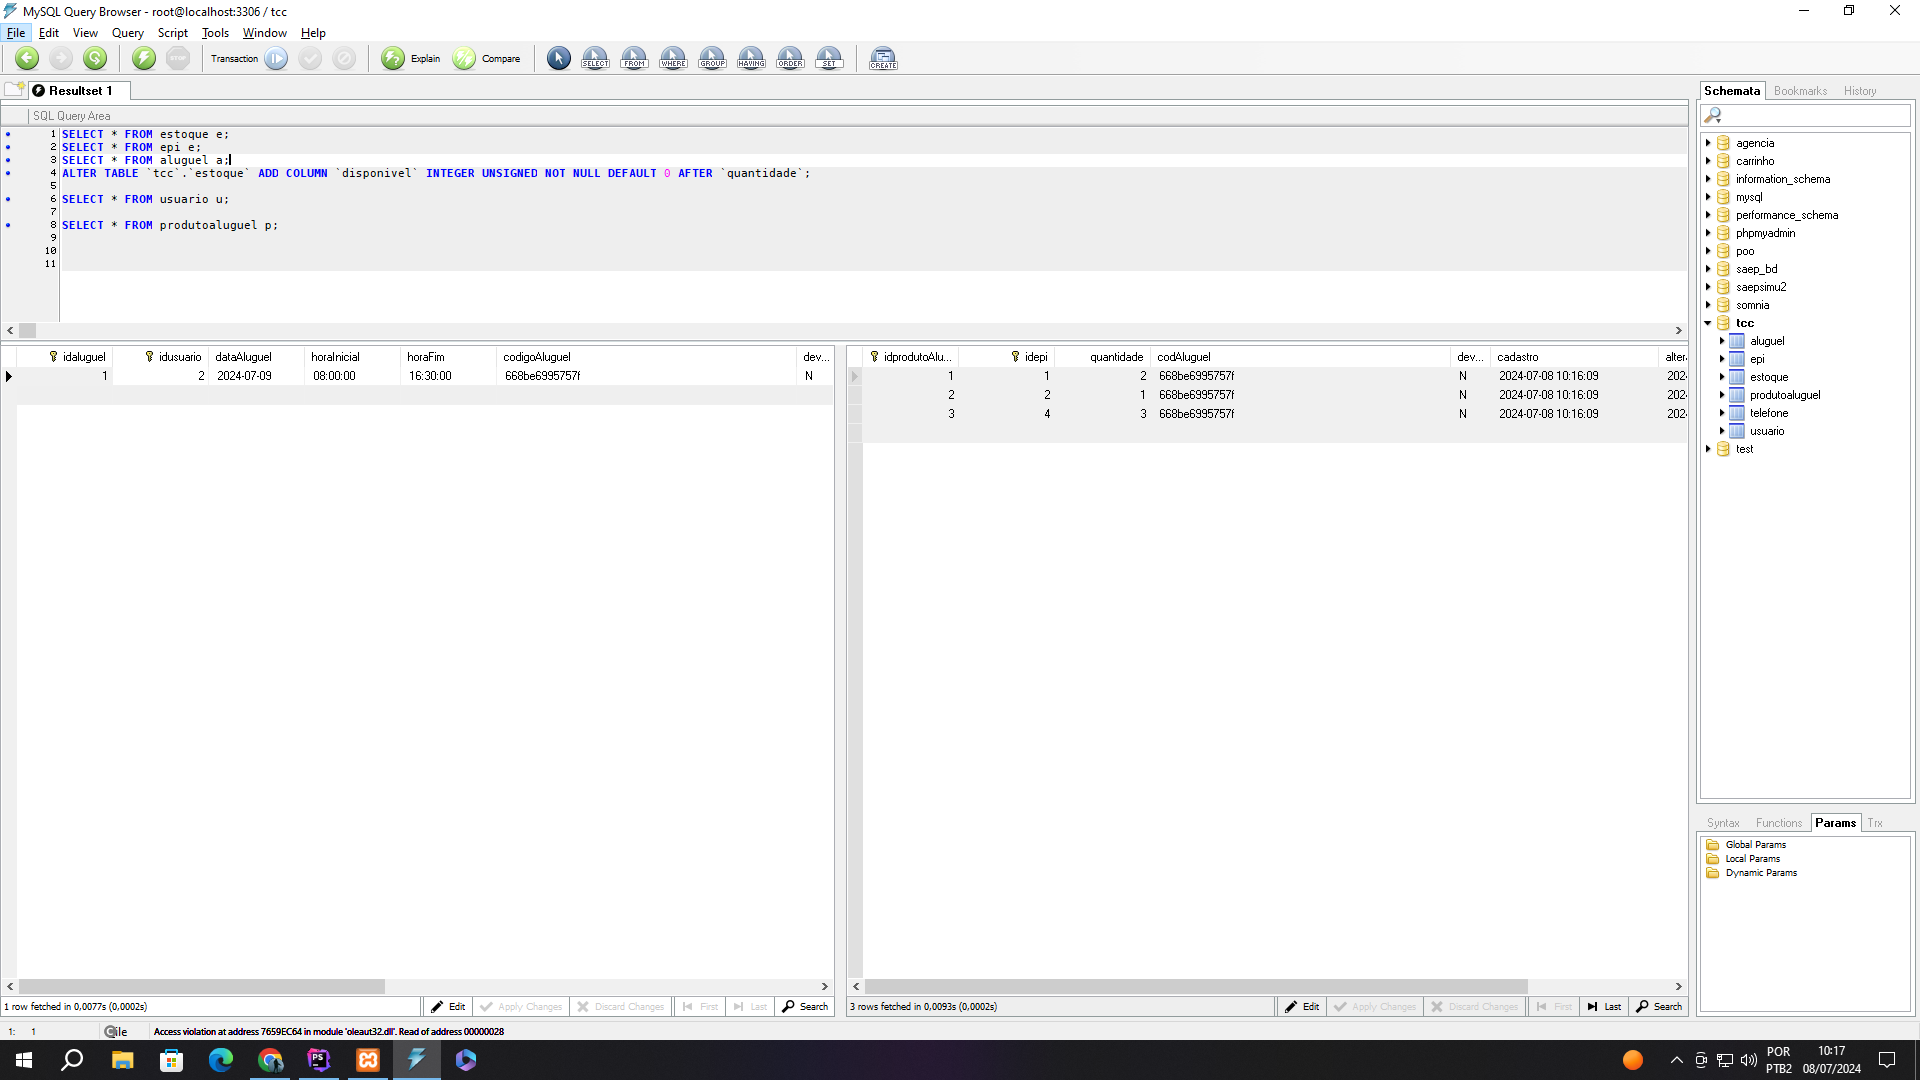 MySQL Query Browser - root@localhost:3306 / tcc
File Edit View Query Script Tools Window Help
STOP Transaction Explain Compare SELECT FROM WHERE GROUP HAVING ORDER SET CREATE
Resultset 1
SQL Query Area
1 SELECT * FROM estoque e;
2 SELECT * FROM epi e;
3 SELECT * FROM aluguel a;
4 ALTER TABLE `tcc`.`estoque` ADD COLUMN `disponivel` INTEGER UNSIGNED NOT NULL DEFAULT 0 AFTER `quantidade`;
5
6 SELECT * FROM usuario u;
7
8 SELECT * FROM produtoaluguel p;
9
10
11
idaluguel idusuario dataAluguel horaInicial horaFim codigoAluguel dev...
1 2 2024-07-09 08:00:00 16:30:00 668be6995757f N
1 row fetched in 0,0077s (0,0002s) Edit Apply Changes Discard Changes First Last Search
idprodutoAlu... idepi quantidade codAluguel dev... cadastro alter
1 1 2 668be6995757f N 2024-07-08 10:16:09 202
2 2 1 668be6995757f N 2024-07-08 10:16:09 202
3 4 3 668be6995757f N 2024-07-08 10:16:09 202
3 rows fetched in 0,0093s (0,0002s) Edit Apply Changes Discard Changes First Last Search
Schemata Bookmarks History
agencia
carrinho
information_schema
mysql
performance_schema
phpmyadmin
poo
saep_bd
saepsimu2
somnia
tcc
aluguel
epi
estoque
produtoaluguel
telefone
usuario
test
Syntax Functions Params Trx
Global Params
Local Params
Dynamic Params
1: 1 Access violation at address 7659EC64 in module 'oleaut32.dll'. Read of address 00000028
PS
POR
PTB2
10:17
08/07/2024